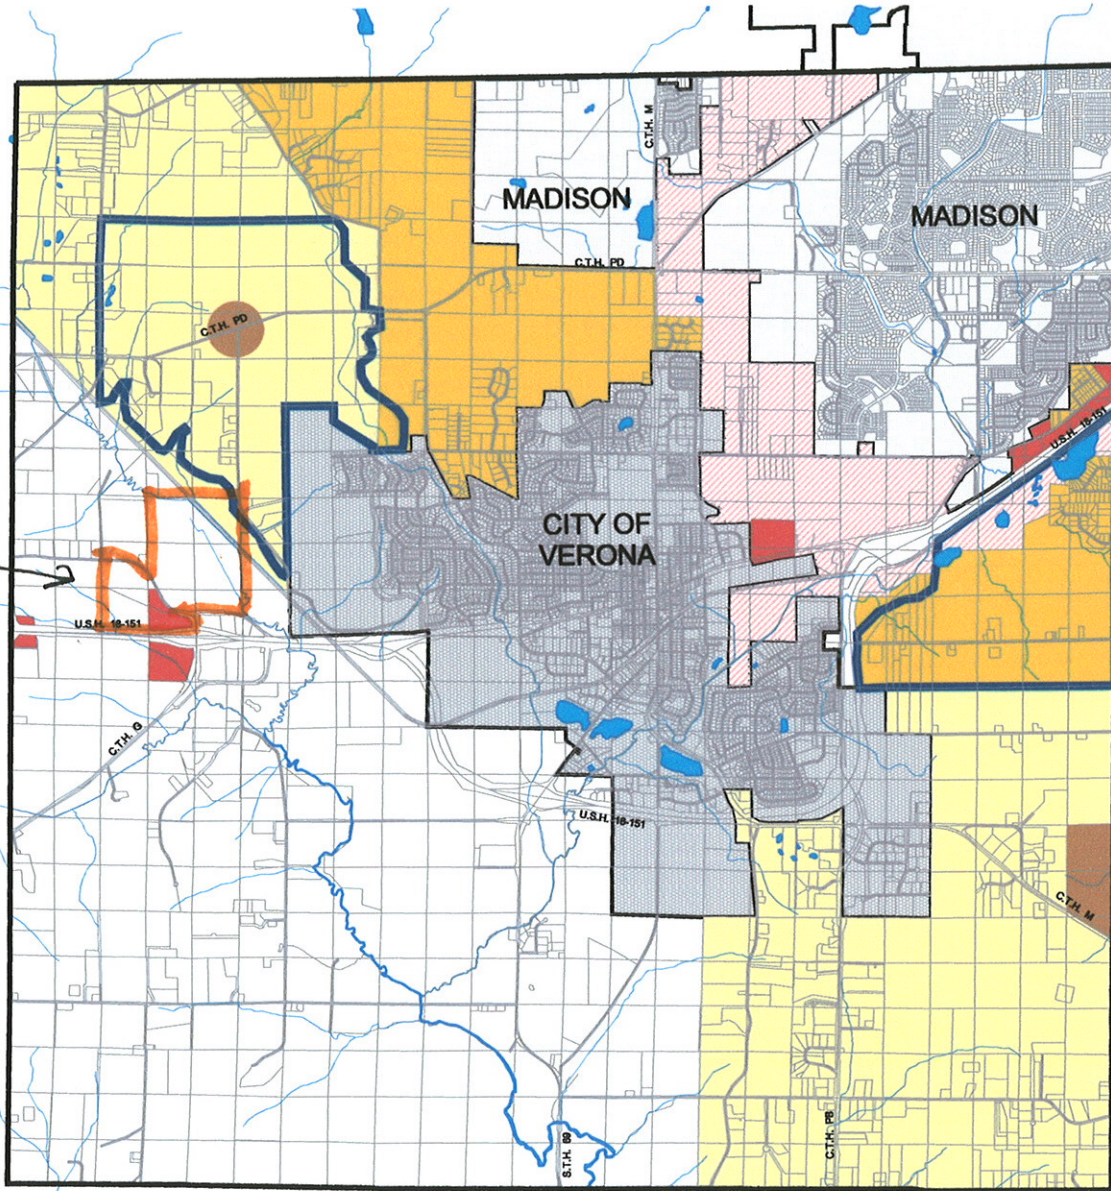 C.T.H. M
MADISON
MADISON
C.T.H. PD
C.T.H. PD
U.S.H. 18-151
CITY OF
VERONA
U.S.H. 18-151
C.T.H. G
U.S.H. 18-151
C.T.H. M
C.T.H. PB
S.T.H. 69